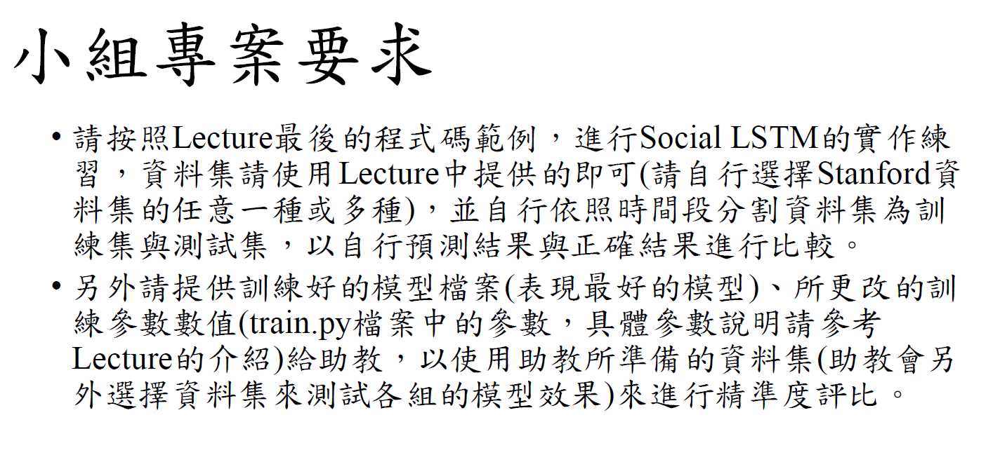 小組專案要求
• 請按照Lecture最後的程式碼範例，進行Social LSTM的實作練
習，資料集請使用Lecture中提供的即可(請自行選擇Stanford資
料集的任意一種或多種)，並自行依照時間段分割資料集為訓
練集與測試集，以自行預測結果與正確結果進行比較。
• 另外請提供訓練好的模型檔案(表現最好的模型)、所更改的訓
練參數數值(train.py檔案中的參數，具體參數說明請參考
Lecture的介紹)給助教，以使用助教所準備的資料集(助教會另
外選擇資料集來測試各組的模型效果)來進行精準度評比。